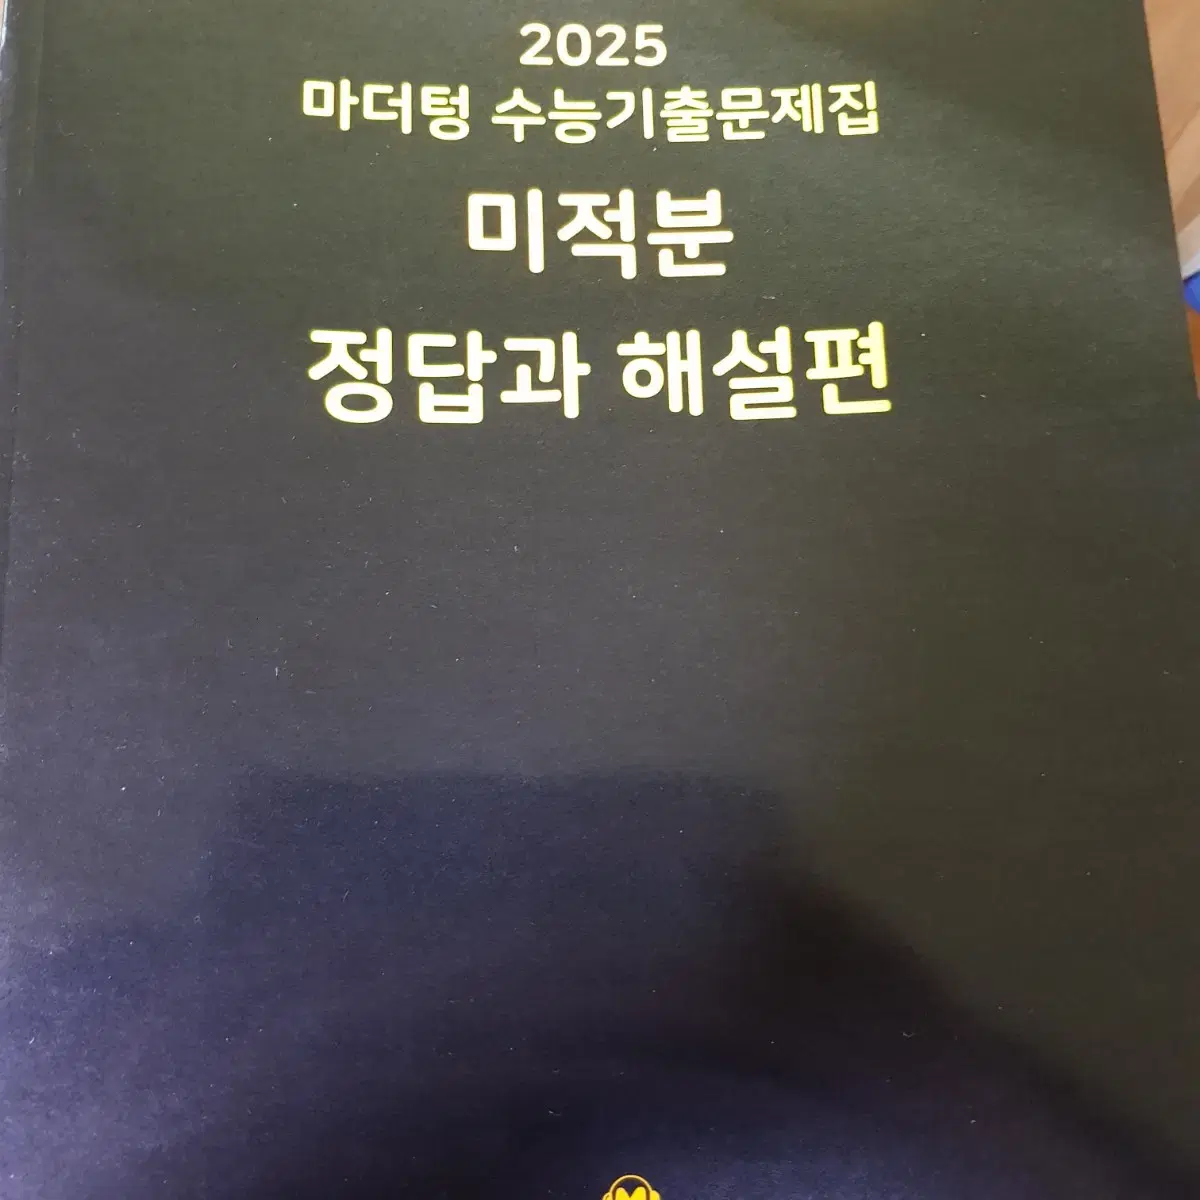 2025
마더텅 수능기출문제집
미적분
정답과 해설편